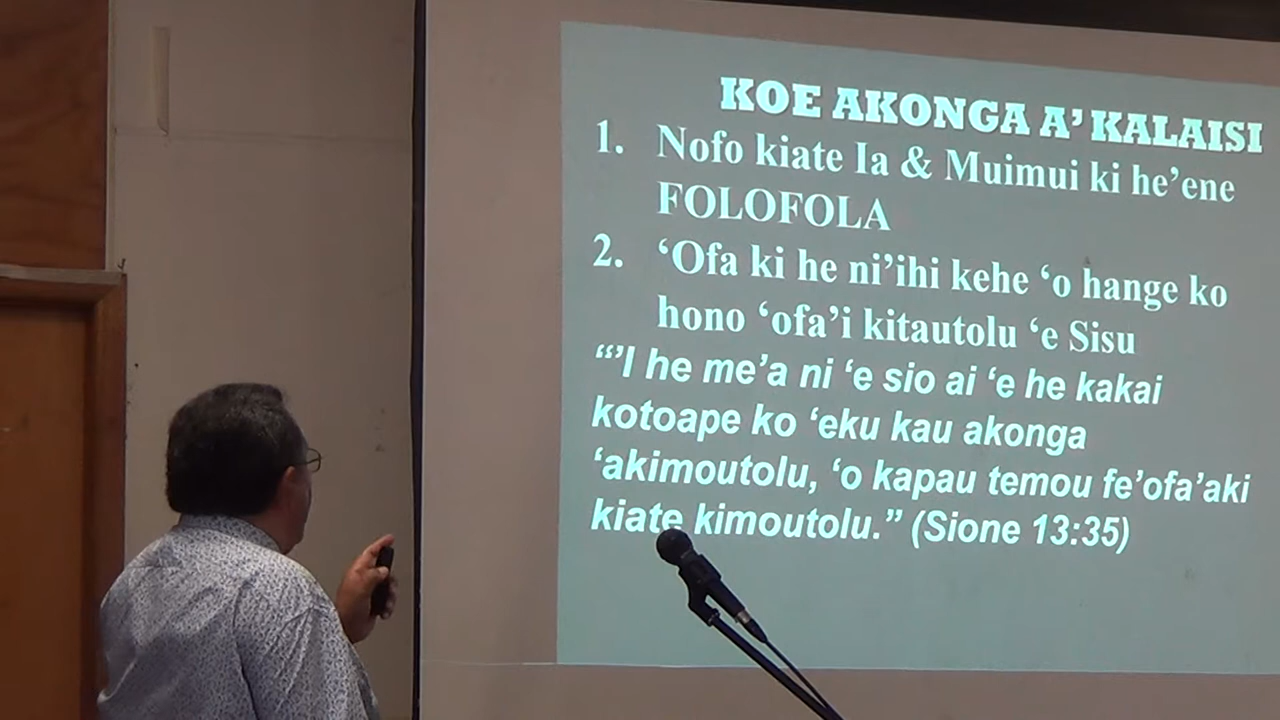 KOE AKONGA A’ KALAISI
1. Nofo kiate Ia & Muimui ki he’ene
FOLOFOLA
2. ‘Ofa ki he ni’ihi kehe ‘o hange ko
hono ‘ofa’i kitautolu ‘e Sisu
“’I he me’a ni ‘e sio ai ‘e he kakai
kotoape ko ‘eku kau akonga
‘akimoutolu, ‘o kapau temou fe’ofa’aki
kiate kimoutolu.” (Sione 13:35)